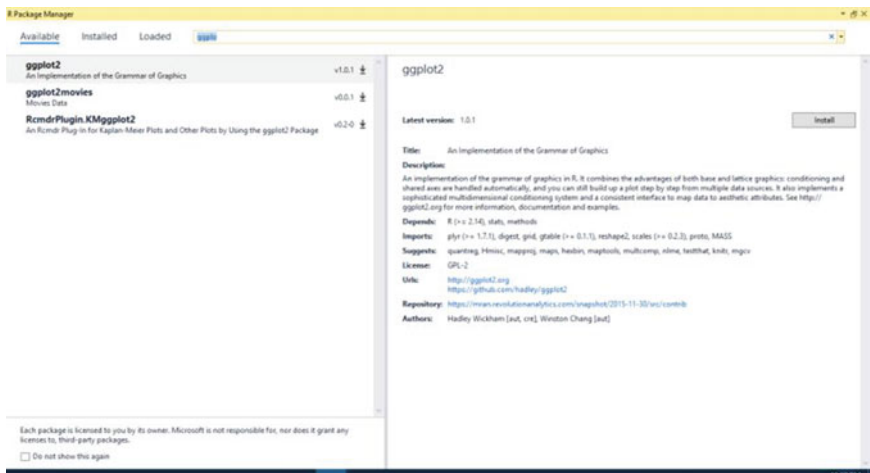 R Package Manager
Available Installed Loaded ggplo
ggplot2
An Implementation of the Grammar of Graphics
v1.0.1
ggplot2movies
Movies Data
v0.0.1
RcmdrPlugin.KMggplot2
An Rcmdr Plug-In for Kaplan-Meier Plots and Other Plots by Using the ggplot2 Package
v0.2-0
Each package is licensed to you by its owner. Microsoft is not responsible for, nor does it grant any
licenses to, third-party packages.
Do not show this again
ggplot2
Latest version: 1.0.1
Install
Title: An Implementation of the Grammar of Graphics
Description:
An implementation of the grammar of graphics in R. It combines the advantages of both base and lattice graphics: conditioning and
shared axes are handled automatically, and you can still build up a plot step by step from multiple data sources. It also implements a
sophisticated multidimensional conditioning system and a consistent interface to map data to aesthetic attributes. See http://
ggplot2.org for more information, documentation and examples.
Depends: R (>= 2.14), stats, methods
Imports: plyr (>= 1.7.1), digest, grid, gtable (>= 0.1.1), reshape2, scales (>= 0.2.3), proto, MASS
Suggests: quantreg, Hmisc, mapproj, maps, hexbin, maptools, multcomp, nlme, testthat, knitr, mgcv
License: GPL-2
Urls: http://ggplot2.org
https://github.com/hadley/ggplot2
Repository: https://mran.revolutionanalytics.com/snapshot/2015-11-30/src/contrib
Authors: Hadley Wickham [aut, cre], Winston Chang [aut]